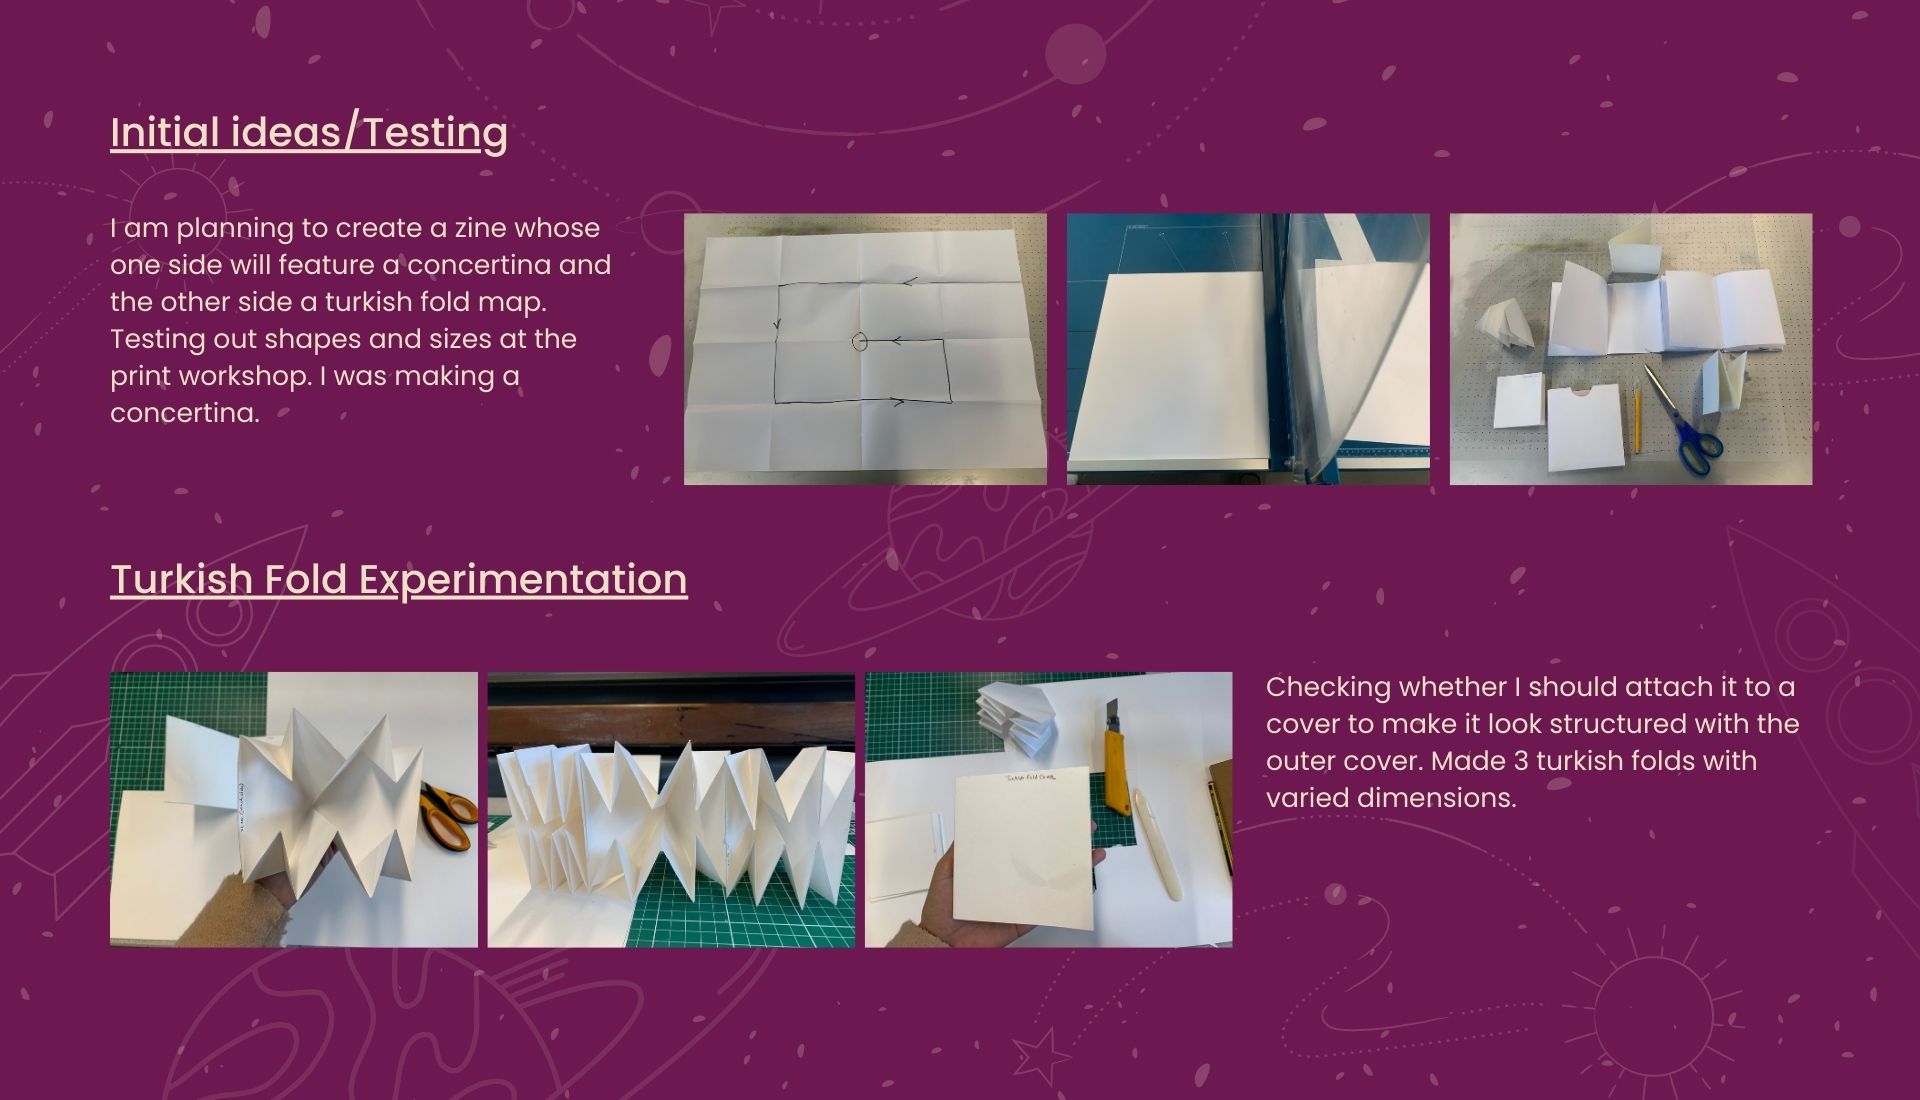 Initial ideas/Testing
I am planning to create a zine whose
one side will feature a concertina and
the other side a turkish fold map.
Testing out shapes and sizes at the
print workshop. I was making a
concertina.
Turkish Fold Experimentation
Checking whether I should attach it to a
cover to make it look structured with the
outer cover. Made 3 turkish folds with
varied dimensions.
Turkish Fold Cover